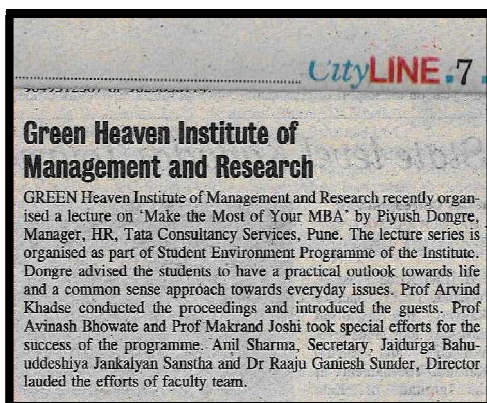 CityLINE.7
Green Heaven Institute of
Management and Research
GREEN Heaven Institute of Management and Research recently organ-
ised a lecture on 'Make the Most of Your MBA' by Piyush Dongre,
Manager, HR, Tata Consultancy Services, Pune. The lecture series is
organised as part of Student Environment Programme of the Institute.
Dongre advised the students to have a practical outlook towards life
and a common sense approach towards everyday issues. Prof Arvind
Khadse conducted the proceedings and introduced the guests. Prof
Avinash Bhowate and Prof Makrand Joshi took special efforts for the
success of the programme. Anil Sharma, Secretary, Jaidurga Bahu-
uddeshiya Jankalyan Sanstha and Dr Raaju Ganiesh Sunder, Director
lauded the efforts of faculty team.